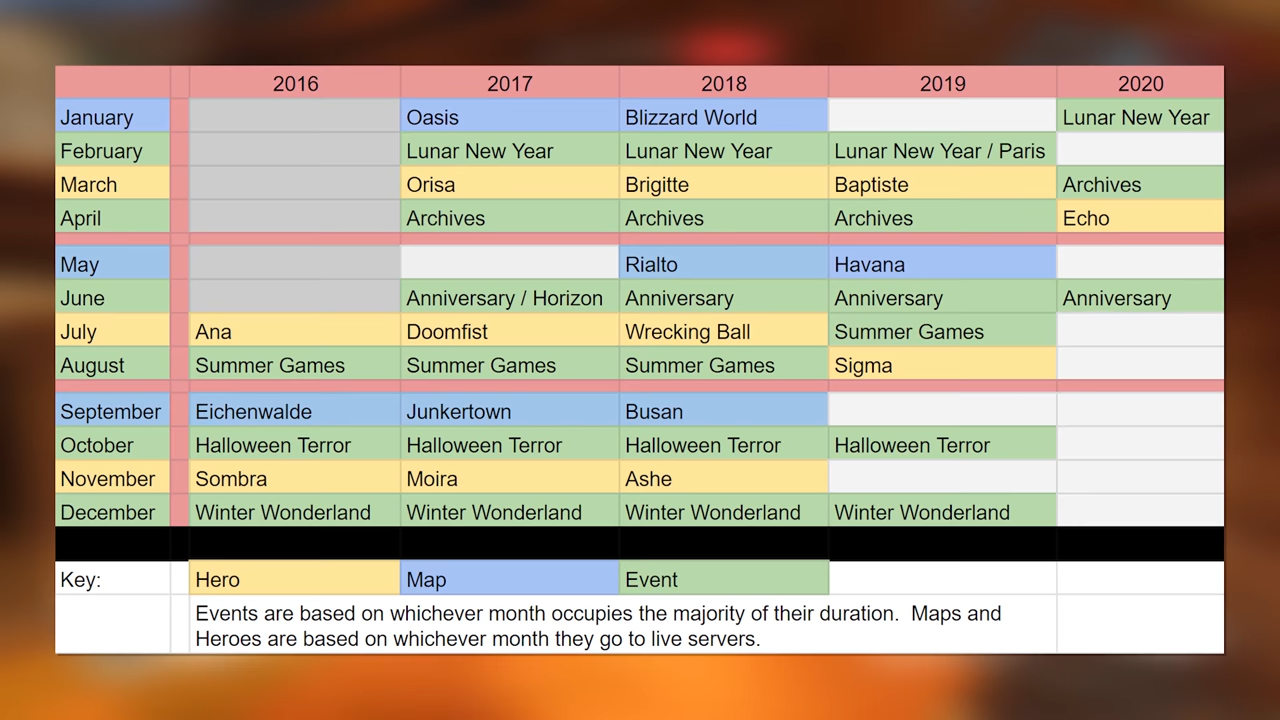 2016 2017 2018 2019 2020
January Oasis Blizzard World Lunar New Year
February Lunar New Year Lunar New Year Lunar New Year / Paris
March Orisa Brigitte Baptiste Archives
April Archives Archives Archives Echo
May Rialto Havana
June Anniversary / Horizon Anniversary Anniversary Anniversary
July Ana Doomfist Wrecking Ball Summer Games
August Summer Games Summer Games Summer Games Sigma
September Eichenwalde Junkertown Busan
October Halloween Terror Halloween Terror Halloween Terror Halloween Terror
November Sombra Moira Ashe
December Winter Wonderland Winter Wonderland Winter Wonderland Winter Wonderland
Key: Hero Map Event
Events are based on whichever month occupies the majority of their duration.  Maps and
Heroes are based on whichever month they go to live servers.